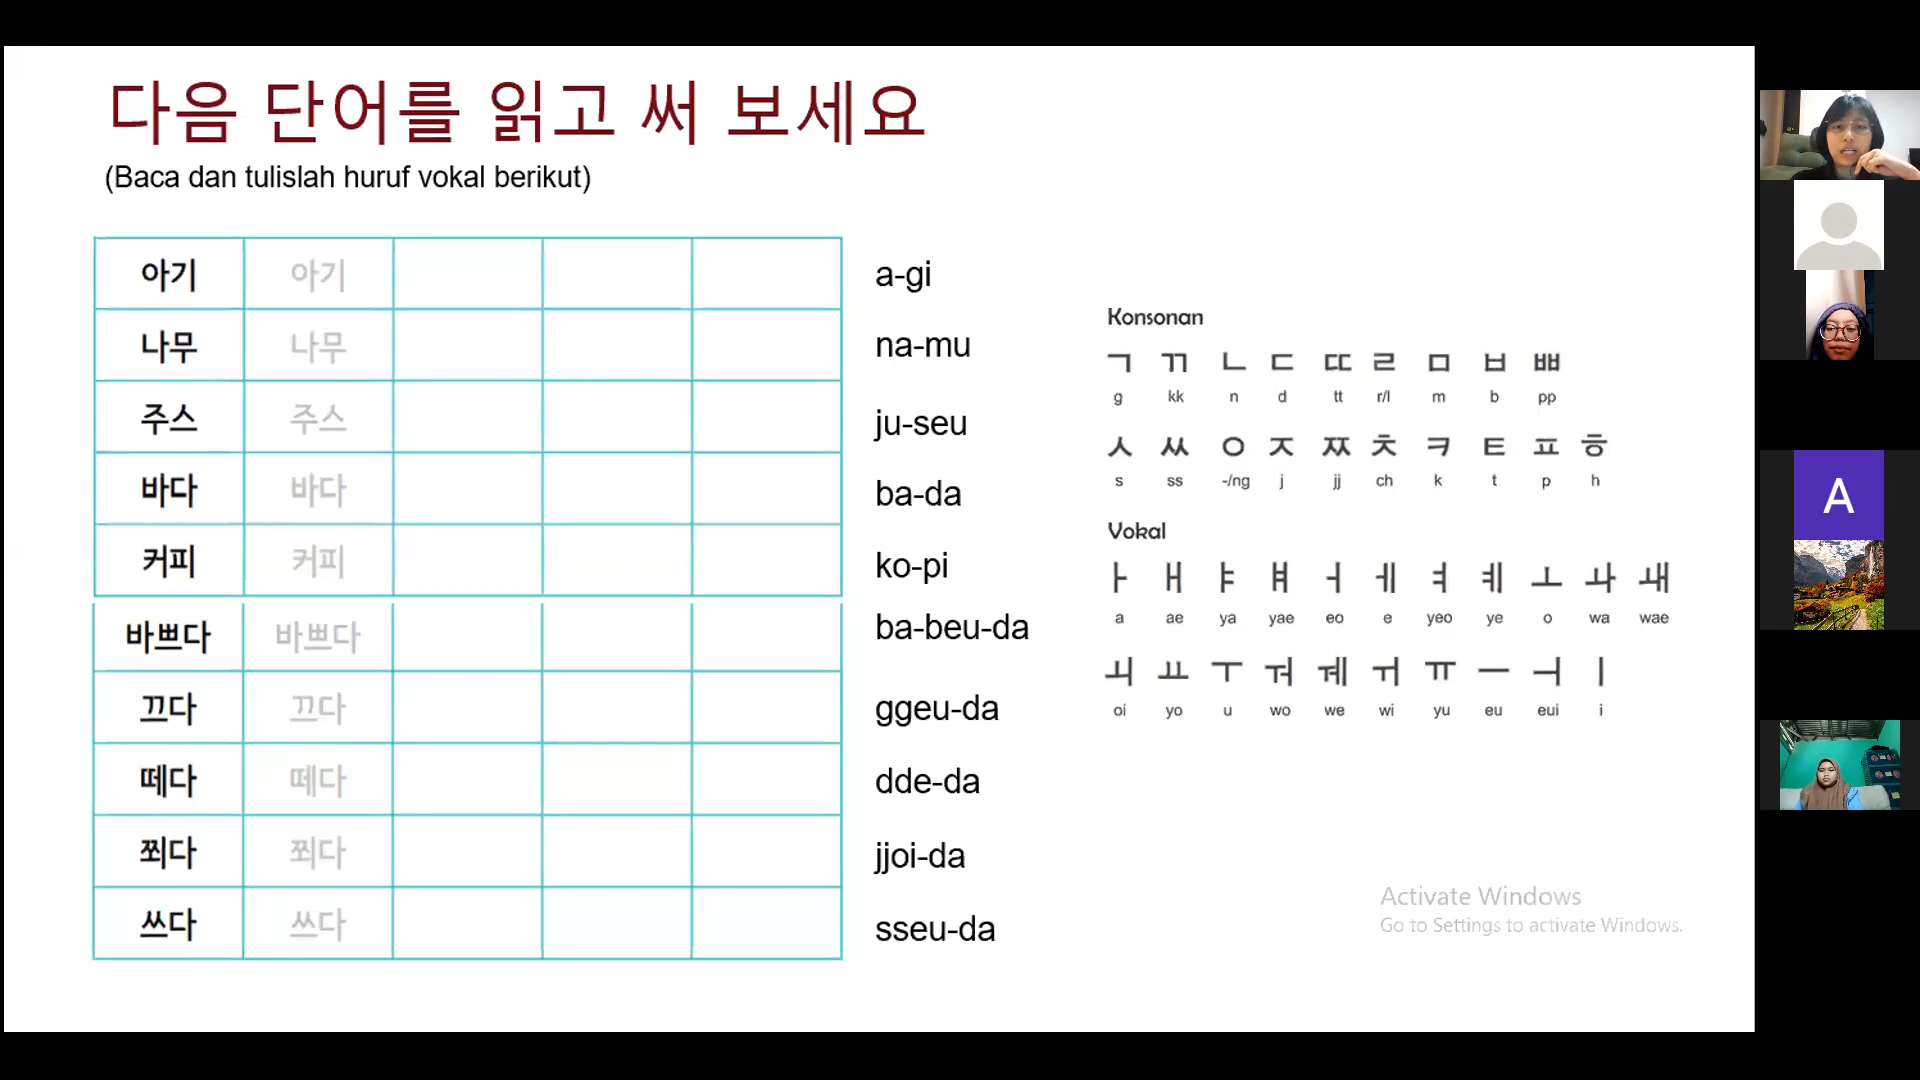 다음 단어를 읽고 써 보세요
(Baca dan tulislah huruf vokal berikut)
아기 아기 a-gi
나무 나무 na-mu
주스 주스 ju-seu
바다 바다 ba-da
커피 커피 ko-pi
바쁘다 바쁘다 ba-beu-da
끄다 끄다 ggeu-da
떼다 떼다 dde-da
쬐다 쬐다 jjoi-da
쓰다 쓰다 sseu-da
Konsonan
ㄱ ㄲ ㄴ ㄷ ㄸ ㄹ ㅁ ㅂ ㅃ
g kk n d tt r/l m b pp
ㅅ ㅆ ㅇ ㅈ ㅉ ㅊ ㅋ ㅌ ㅍ ㅎ
s ss -/ng j jj ch k t p h
Vokal
ㅏ ㅐ ㅑ ㅒ ㅓ ㅔ ㅕ ㅖ ㅗ ㅘ ㅙ
a ae ya yae eo e yeo ye o wa wae
ㅚ ㅛ ㅜ ㅝ ㅞ ㅟ ㅠ ㅡ ㅢ ㅣ
oi yo u wo we wi yu eu eui i
Activate Windows
Go to Settings to activate Windows.
A